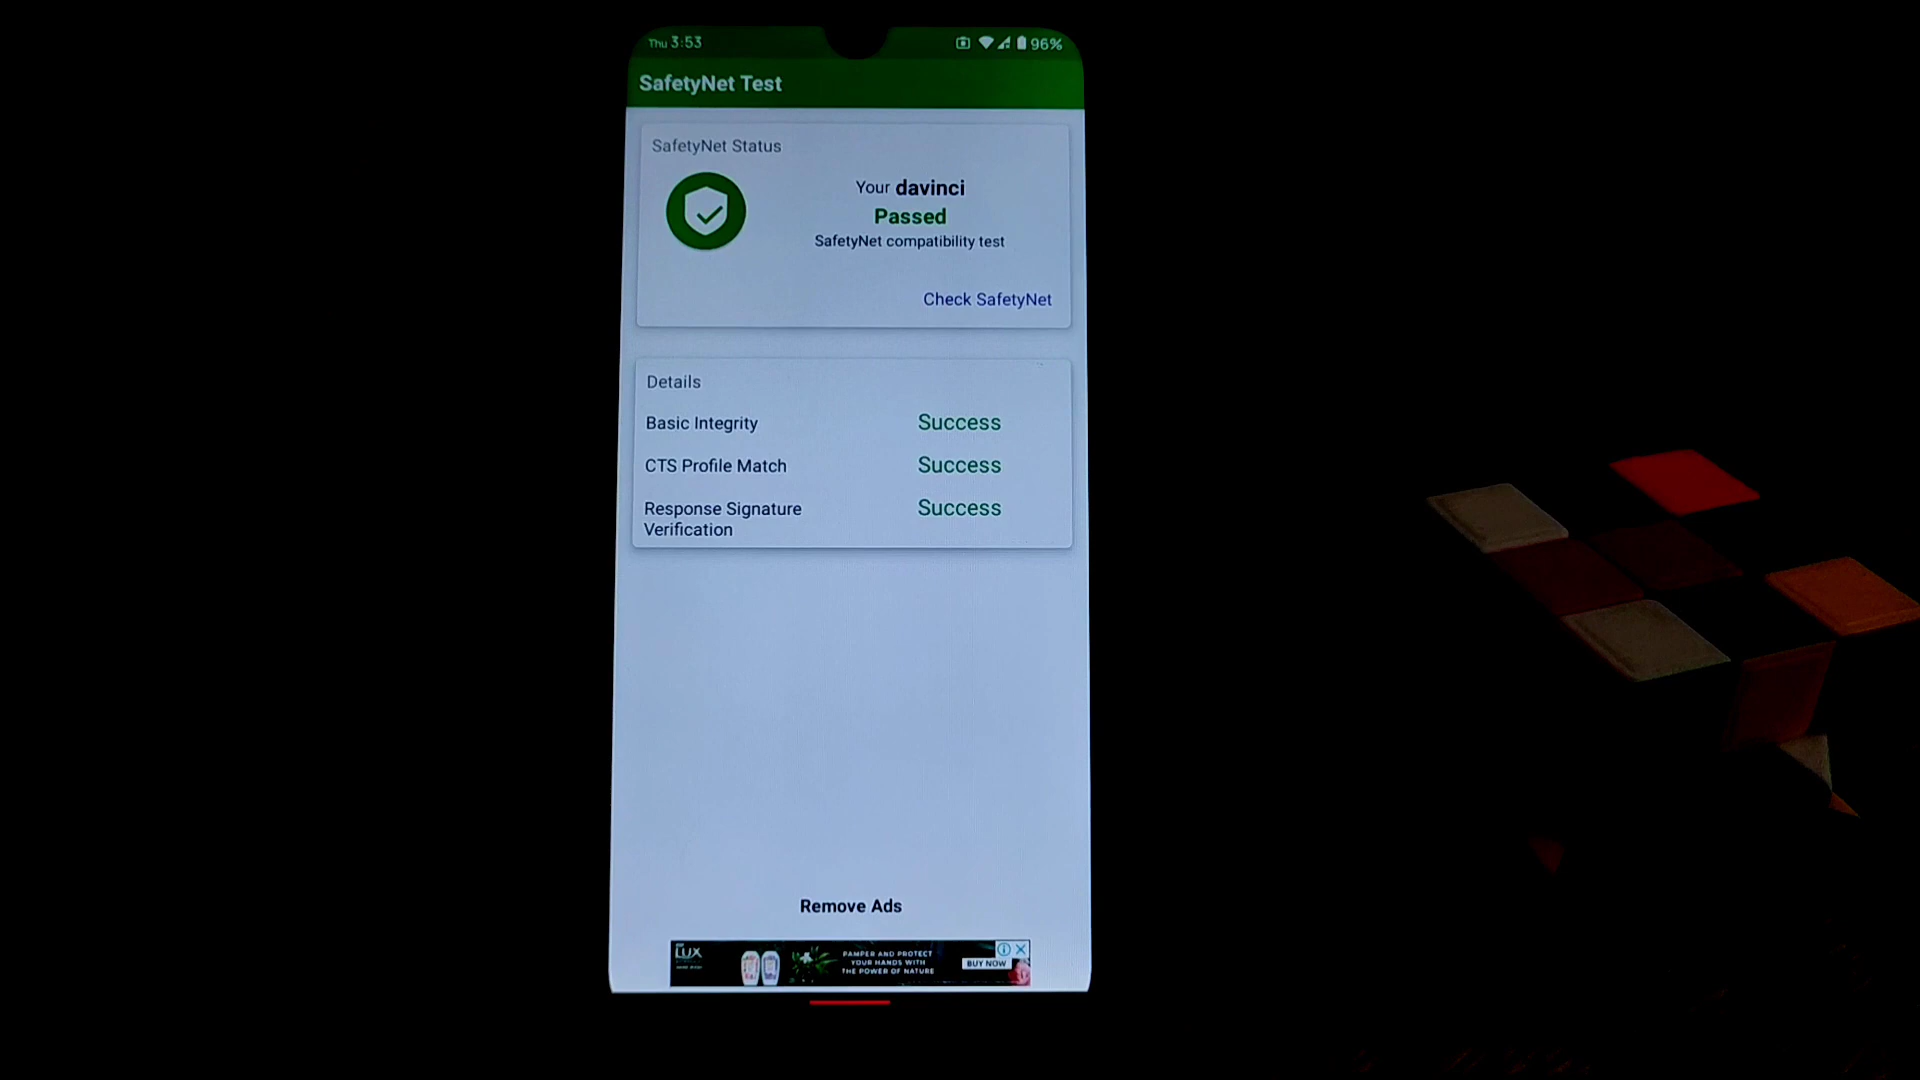 Thu 3:53
96%
SafetyNet Test
SafetyNet Status
Your davinci
Passed
SafetyNet compatibility test
Check SafetyNet
Details
Basic Integrity Success
CTS Profile Match Success
Response Signature Success
Verification
Remove Ads
LUX
PAMPER AND PROTECT
YOUR HANDS WITH
THE POWER OF NATURE
BUY NOW